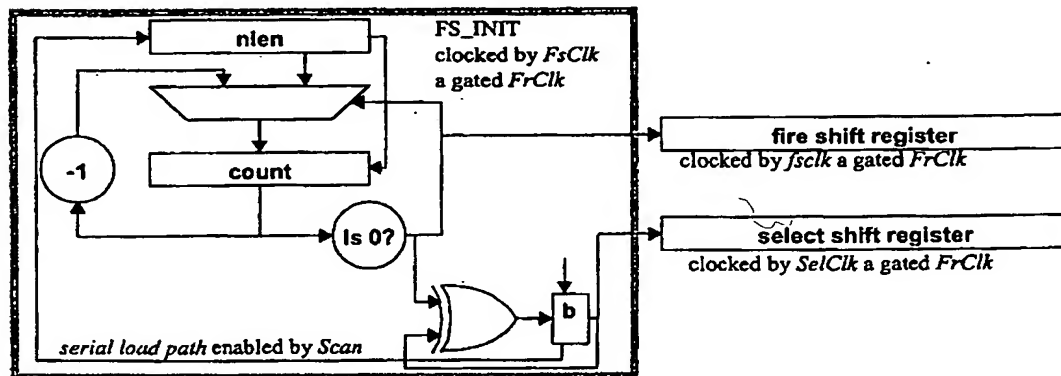 nlen
FS_INIT
clocked by FsClk
a gated FrClk
fire shift register
clocked by fsclk a gated FrClk
-1
count
Is 0?
select shift register
clocked by SelClk a gated FrClk
b
serial load path enabled by Scan